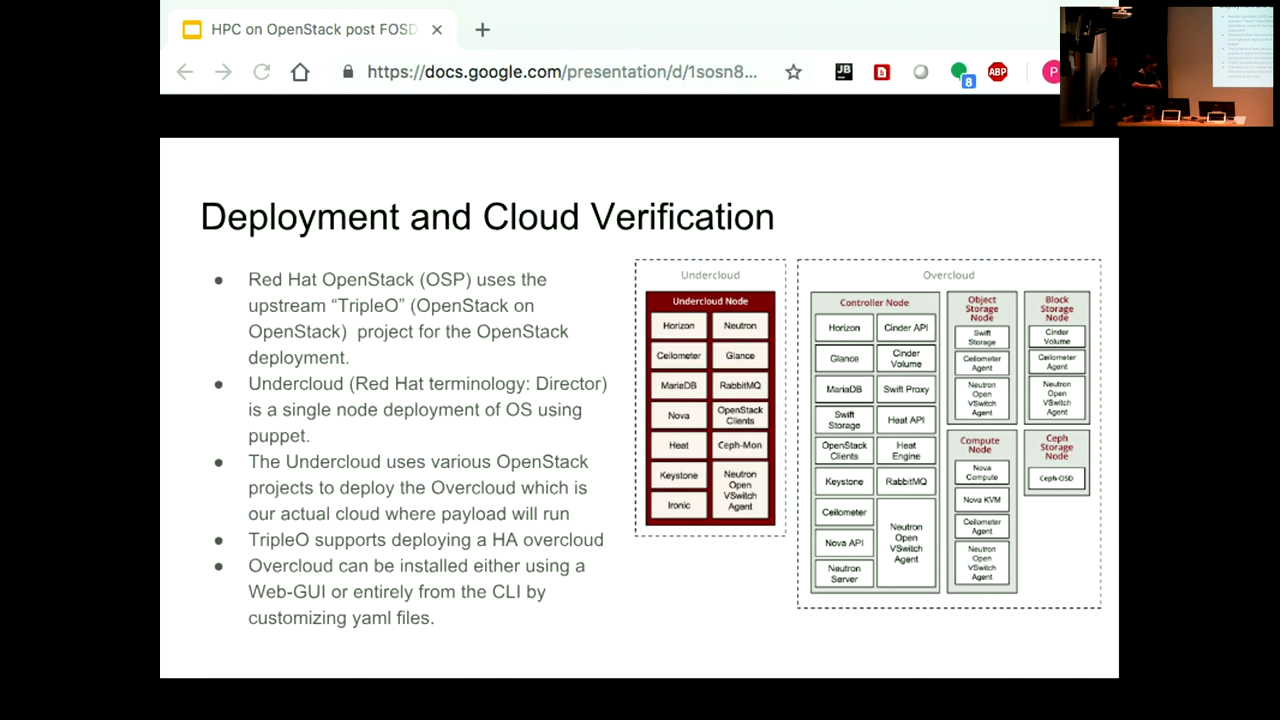 HPC on OpenStack post FOSD
https://docs.google.com/presentation/d/1sosn8...
JB
8
ABP
P
Deployment and Cloud Verification
● Red Hat OpenStack (OSP) uses the
upstream “TripleO” (OpenStack on
OpenStack) project for the OpenStack
deployment.
● Undercloud (Red Hat terminology: Director)
is a single node deployment of OS using
puppet.
● The Undercloud uses various OpenStack
projects to deploy the Overcloud which is
our actual cloud where payload will run
● TripleO supports deploying a HA overcloud
● Overcloud can be installed either using a
Web-GUI or entirely from the CLI by
customizing yaml files.
Undercloud
Undercloud Node
Horizon
Neutron
Ceilometer
Glance
MariaDB
RabbitMQ
Nova
OpenStack
Clients
Heat
Ceph-Mon
Keystone
Neutron
Open
VSwitch
Agent
Ironic
Overcloud
Controller Node
Horizon
Cinder API
Glance
Cinder
Volume
MariaDB
Swift Proxy
Swift
Storage
Heat API
OpenStack
Clients
Heat
Engine
Keystone
RabbitMQ
Ceilometer
Neutron
Open
VSwitch
Agent
Nova API
Neutron
Server
Object
Storage
Node
Swift
Storage
Ceilometer
Agent
Neutron
Open
VSwitch
Agent
Block
Storage
Node
Cinder
Volume
Ceilometer
Agent
Neutron
Open
VSwitch
Agent
Compute
Node
Nova
Compute
Nova KVM
Ceilometer
Agent
Neutron
Open
VSwitch
Agent
Ceph
Storage
Node
Ceph-OSD